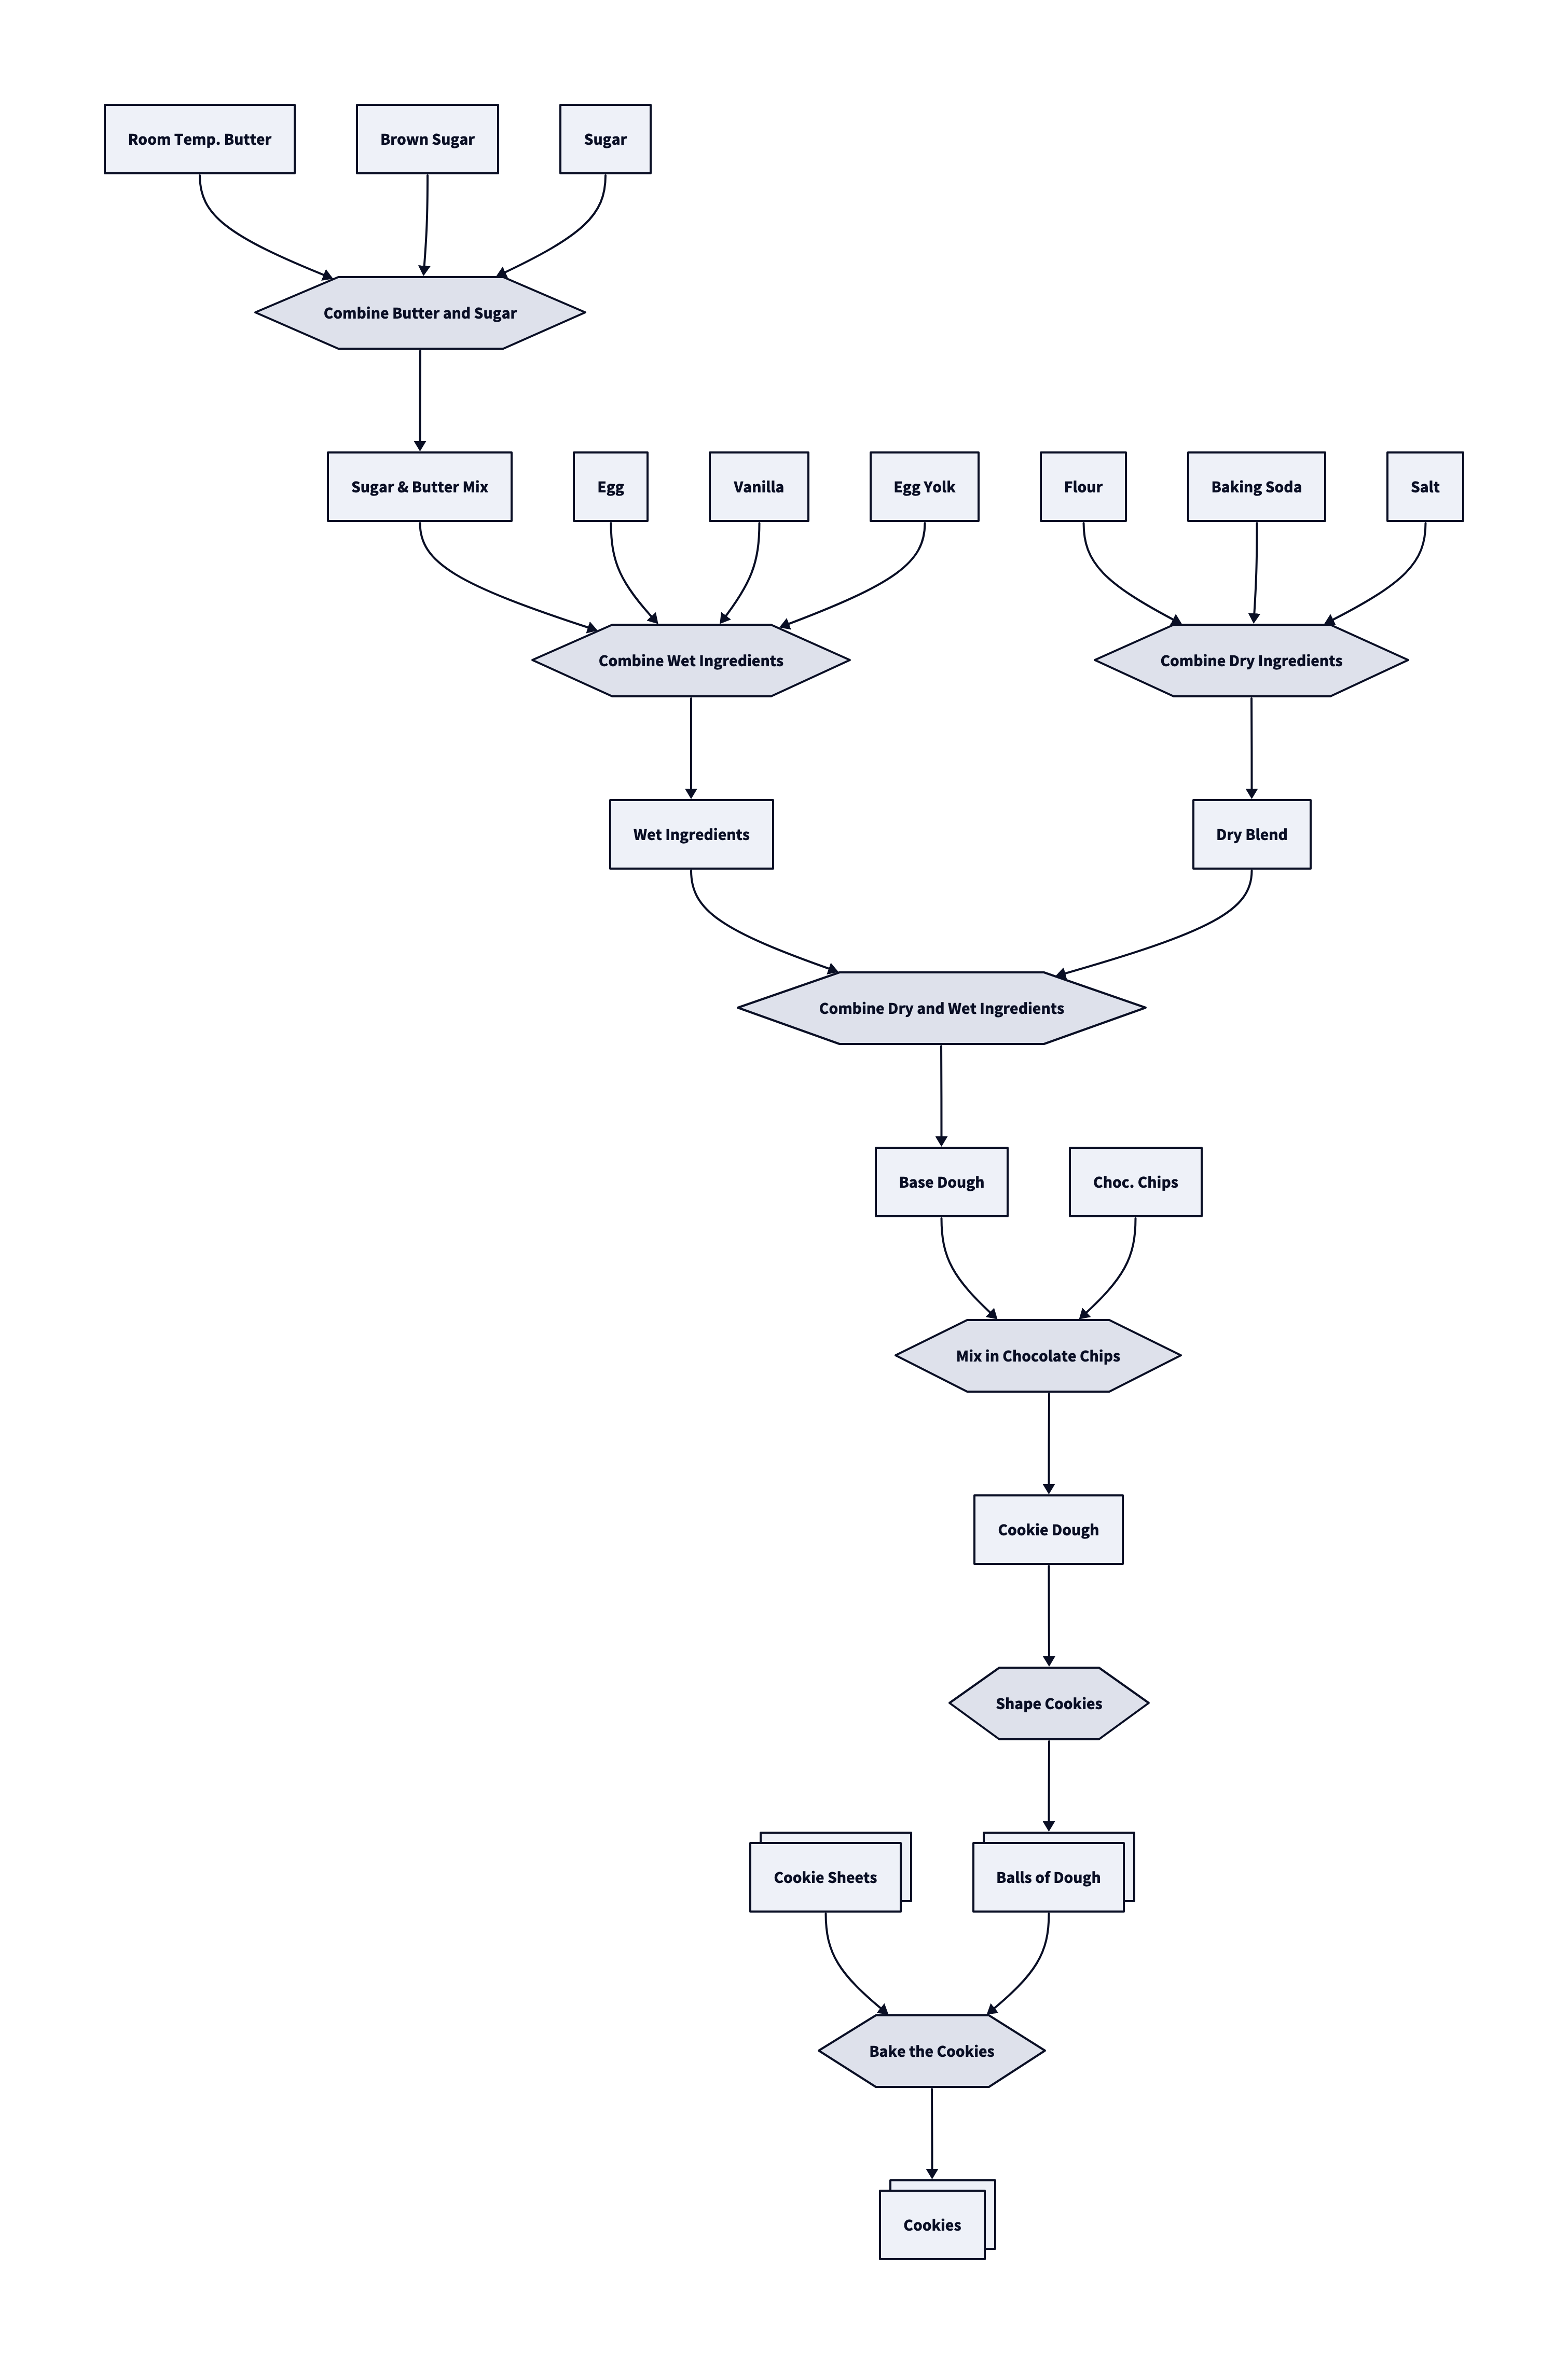 Room Temp. Butter
Brown Sugar
Sugar
Combine Butter and Sugar
Sugar & Butter Mix
Egg
Vanilla
Egg Yolk
Flour
Baking Soda
Salt
Combine Wet Ingredients
Combine Dry Ingredients
Wet Ingredients
Dry Blend
Combine Dry and Wet Ingredients
Base Dough
Choc. Chips
Mix in Chocolate Chips
Cookie Dough
Shape Cookies
Cookie Sheets
Balls of Dough
Bake the Cookies
Cookies